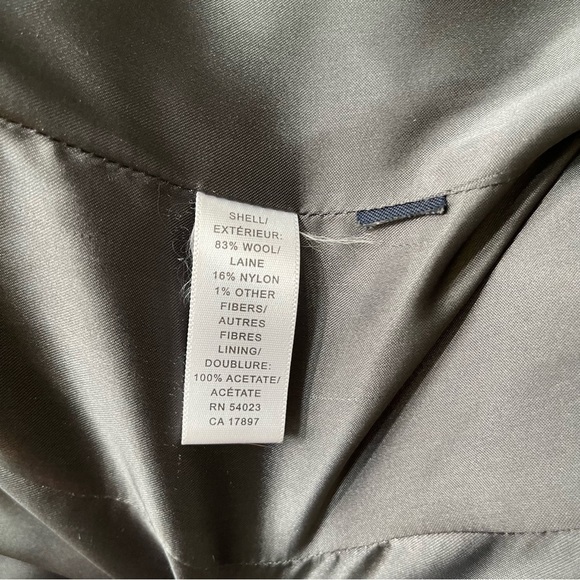 SHELL/
EXTÉRIEUR:
83% WOOL/
LAINE
16% NYLON
1% OTHER
FIBERS/
AUTRES
FIBRES
LINING/
DOUBLURE:
100% ACETATE/
ACÉTATE
RN 54023
CA 17897